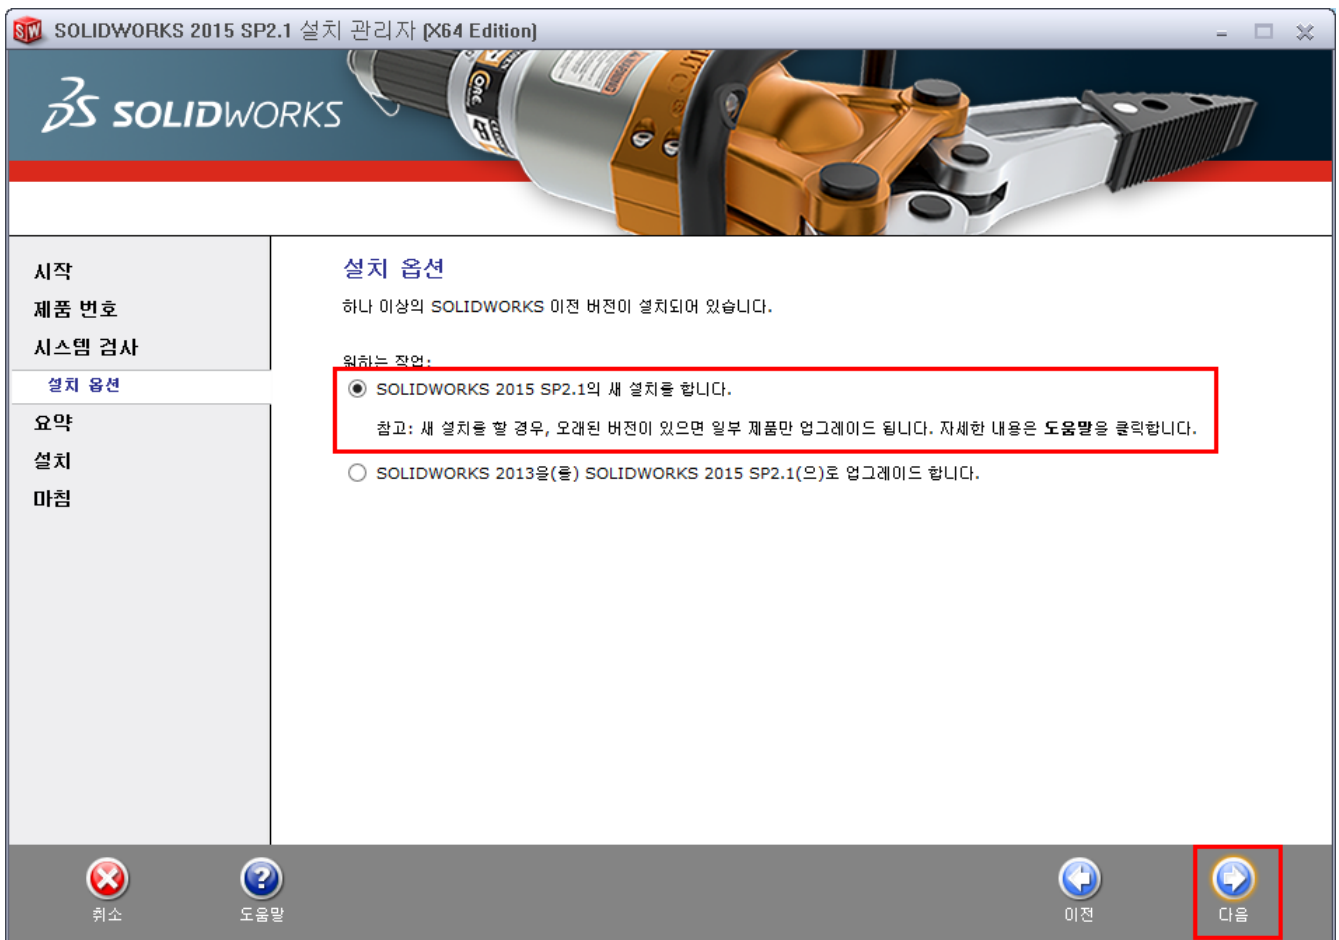 SOLIDWORKS 2015 SP2.1 설치 관리자 (X64 Edition)
SOLIDWORKS
시작
제품 번호
시스템 검사
설치 옵션
요약
설치
마침
설치 옵션
하나 이상의 SOLIDWORKS 이전 버전이 설치되어 있습니다.
원하는 작업:
SOLIDWORKS 2015 SP2.1의 새 설치를 합니다.
참고: 새 설치를 할 경우, 오래된 버전이 있으면 일부 제품만 업그레이드 됩니다. 자세한 내용은 도움말을 클릭합니다.
SOLIDWORKS 2013을(를) SOLIDWORKS 2015 SP2.1(으)로 업그레이드 합니다.
취소
도움말
이전
다음